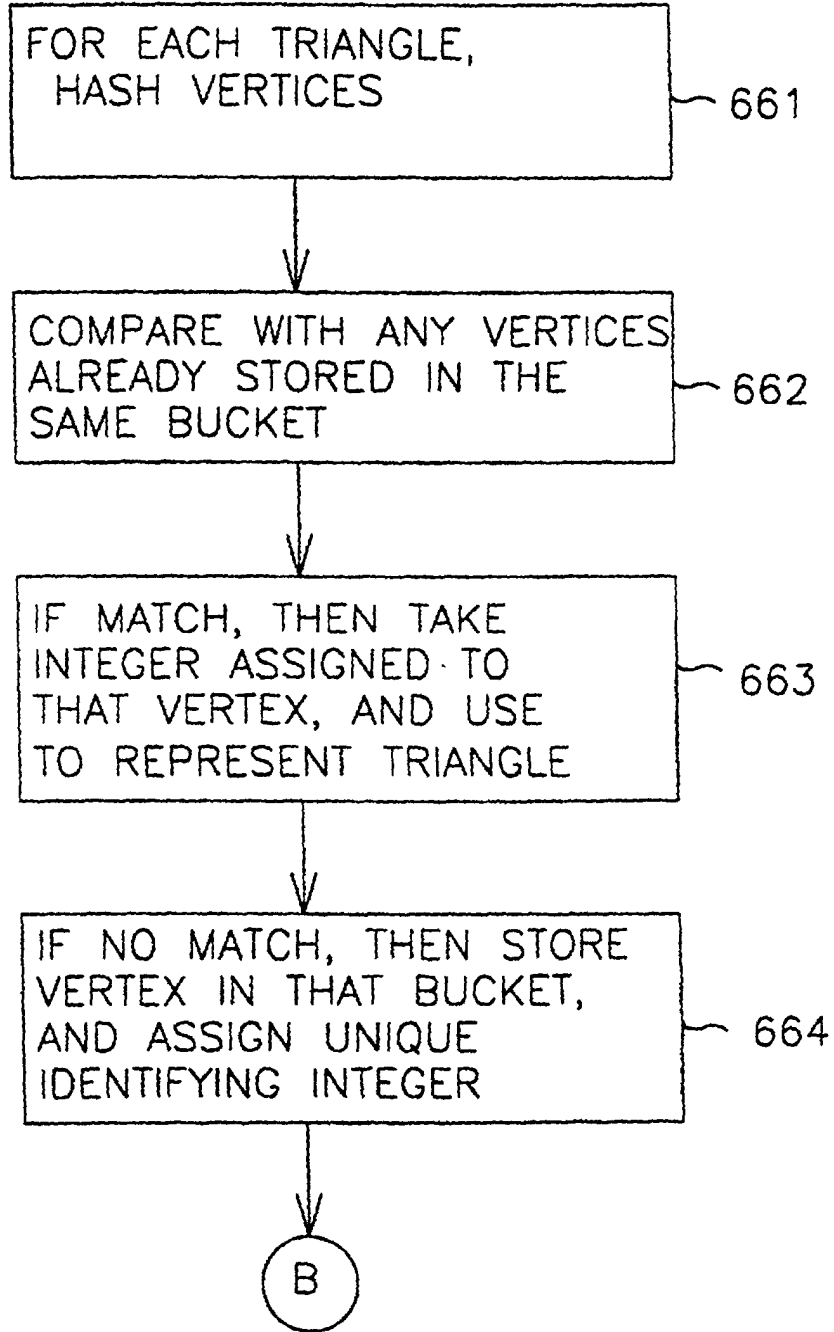 FOR EACH TRIANGLE,
HASH VERTICES
661
COMPARE WITH ANY VERTICES
ALREADY STORED IN THE
SAME BUCKET
662
IF MATCH, THEN TAKE
INTEGER ASSIGNED TO
THAT VERTEX, AND USE
TO REPRESENT TRIANGLE
663
IF NO MATCH, THEN STORE
VERTEX IN THAT BUCKET,
AND ASSIGN UNIQUE
IDENTIFYING INTEGER
664
B